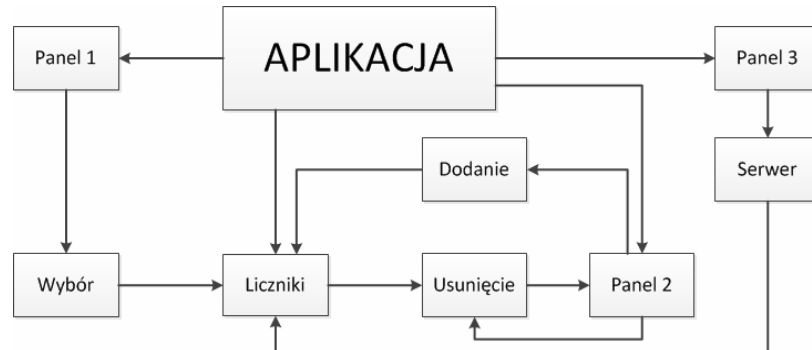 Panel 1
APLIKACJA
Panel 3
Dodanie
Serwer
Wybór
Liczniki
Usunięcie
Panel 2